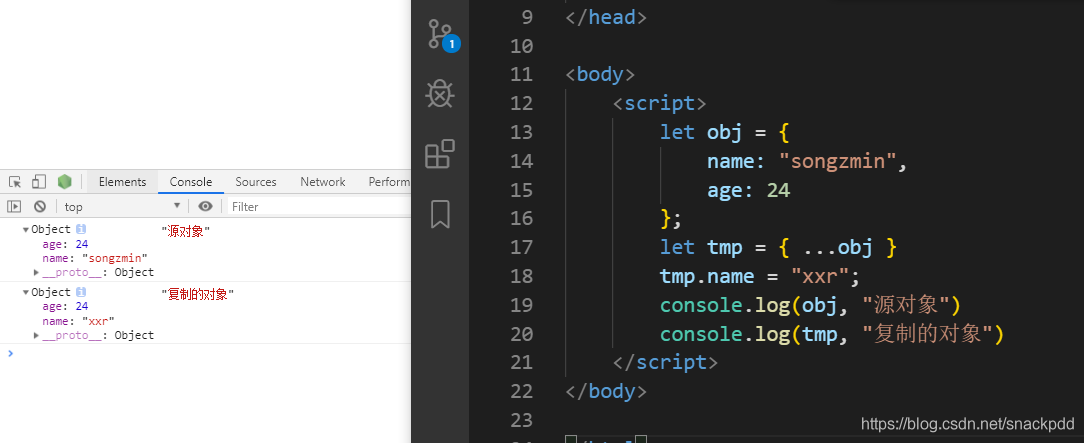 Elements Console Sources Network Perform
top Filter
Object "源对象"
age: 24
name: "songzmin"
__proto__: Object
Object "复制的对象"
age: 24
name: "xxr"
__proto__: Object
1
9 </head>
10
11 <body>
12 <script>
13 let obj = {
14 name: "songzmin",
15 age: 24
16 };
17 let tmp = { ...obj }
18 tmp.name = "xxr";
19 console.log(obj, "源对象")
20 console.log(tmp, "复制的对象")
21 </script>
22 </body>
23
https://blog.csdn.net/snackpdd